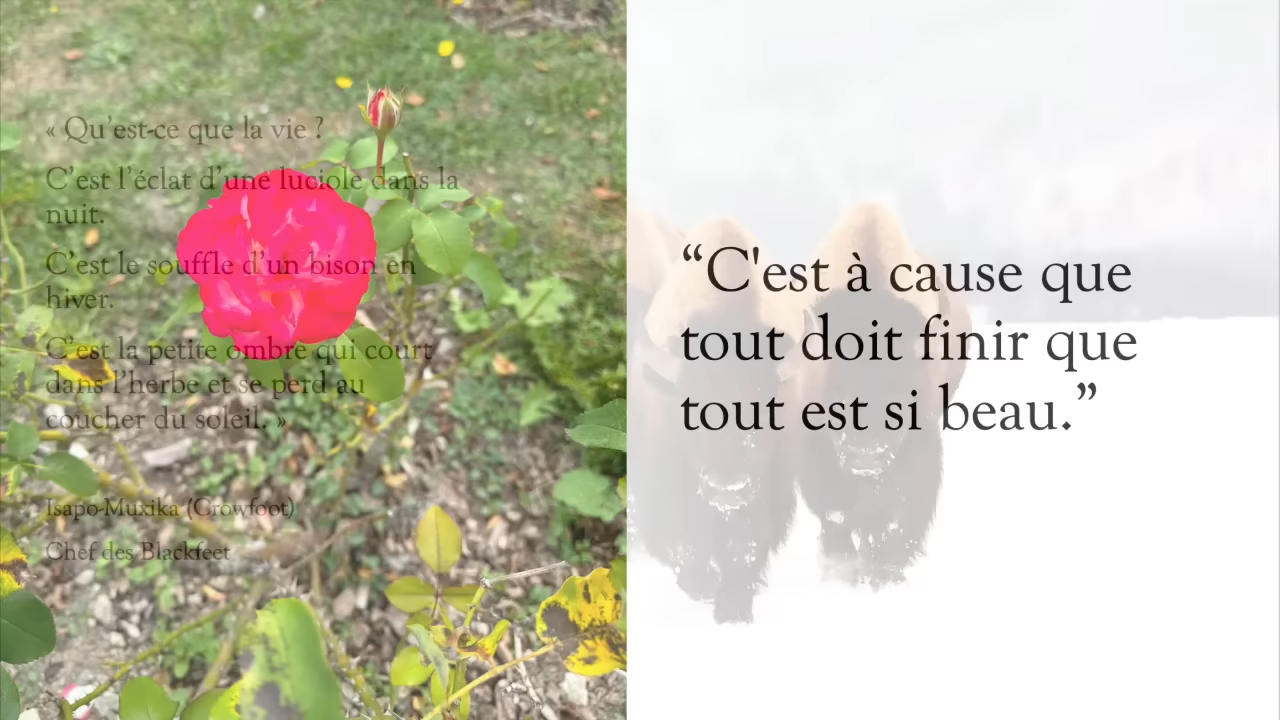 « Qu’est-ce que la vie ?
C’est l’éclat d’une luciole dans la
nuit.
C’est le souffle d’un bison en
hiver.
C’est la petite ombre qui court
dans l’herbe et se perd au
coucher du soleil. »
Isapo-Muxika (Crowfoot)
Chef des Blackfeet
“C'est à cause que
tout doit finir que
tout est si beau.”